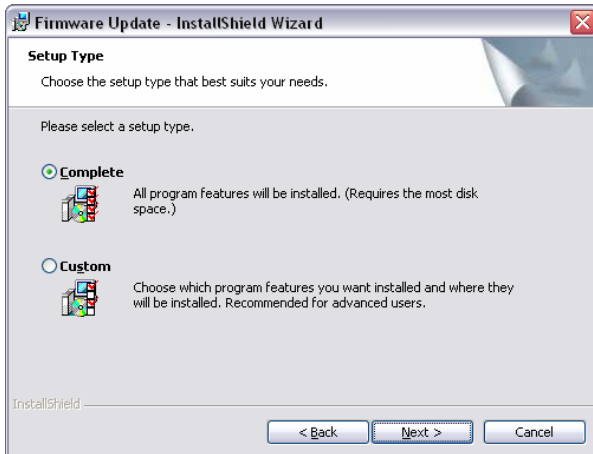 Firmware Update - InstallShield Wizard
Setup Type
Choose the setup type that best suits your needs.
Please select a setup type.
Complete
All program features will be installed. (Requires the most disk
space.)
Custom
Choose which program features you want installed and where they
will be installed. Recommended for advanced users.
InstallShield
< Back Next > Cancel